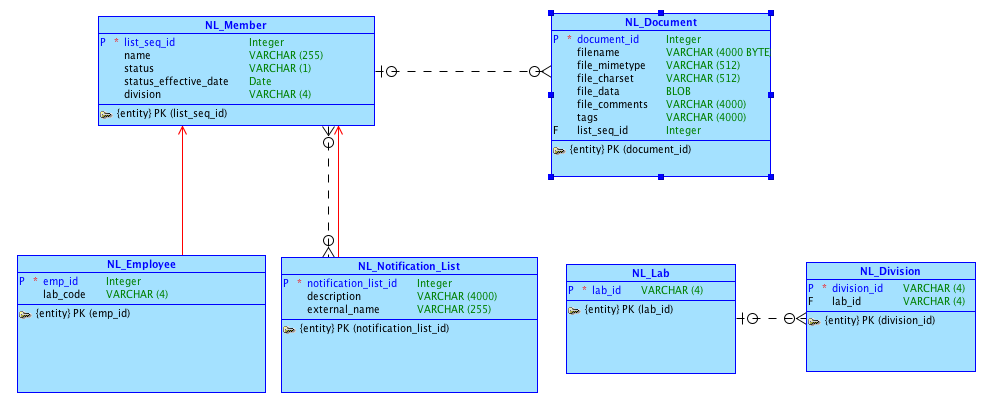 NL_Member
P * list_seq_id Integer
name VARCHAR (255)
status VARCHAR (1)
status_effective_date Date
division VARCHAR (4)
{entity} PK (list_seq_id)
NL_Document
P * document_id Integer
filename VARCHAR (4000 BYTE
file_mimetype VARCHAR (512)
file_charset VARCHAR (512)
file_data BLOB
file_comments VARCHAR (4000)
tags VARCHAR (4000)
F list_seq_id Integer
{entity} PK (document_id)
NL_Employee
P * emp_id Integer
lab_code VARCHAR (4)
{entity} PK (emp_id)
NL_Notification_List
P * notification_list_id Integer
description VARCHAR (4000)
external_name VARCHAR (255)
{entity} PK (notification_list_id)
NL_Lab
P * lab_id VARCHAR (4)
{entity} PK (lab_id)
NL_Division
P * division_id VARCHAR (4)
F lab_id VARCHAR (4)
{entity} PK (division_id)